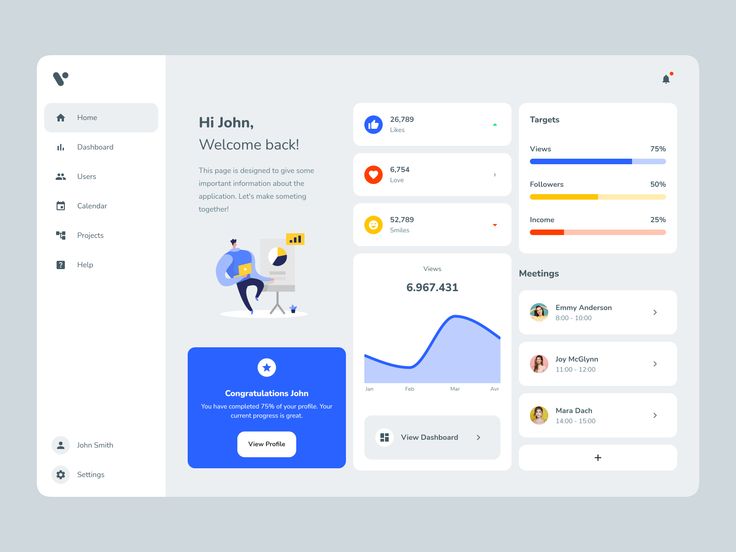 Home
Dashboard
Users
Calendar
Projects
Help
John Smith
Settings
Hi John,
Welcome back!
This page is designed to give some
important information about the
application. Let's make someting
together!
Congratulations John
You have completed 75% of your profile. Your
current progress is great.
View Profile
26,789
Likes
6,754
Love
52,789
Smiles
Views
6.967.431
Jan Feb Mar Avr
View Dashboard
Targets
Views 75%
Followers 50%
Income 25%
Meetings
Emmy Anderson
8:00 - 10:00
Joy McGlynn
11:00 - 12:00
Mara Dach
14:00 - 15:00
+